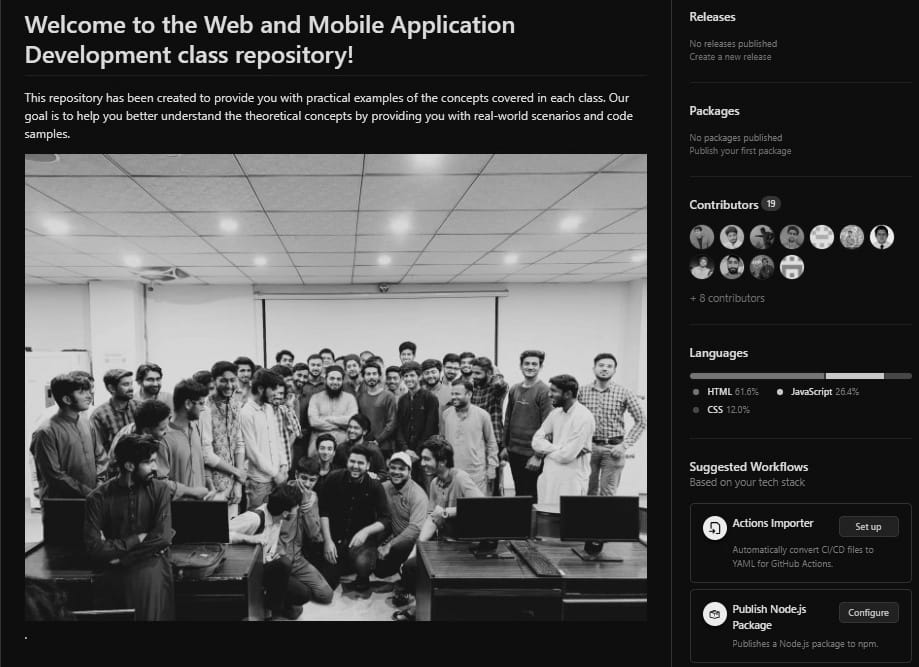 Welcome to the Web and Mobile Application
Development class repository!
This repository has been created to provide you with practical examples of the concepts covered in each class. Our
goal is to help you better understand the theoretical concepts by providing you with real-world scenarios and code
samples.
.
Releases
No releases published
Create a new release
Packages
No packages published
Publish your first package
Contributors 19
+ 8 contributors
Languages
HTML 61.6% JavaScript 26.4%
CSS 12.0%
Suggested Workflows
Based on your tech stack
Actions Importer Set up
Automatically convert CI/CD files to
YAML for GitHub Actions.
Publish Node.js
Package
Configure
Publishes a Node.js package to npm.